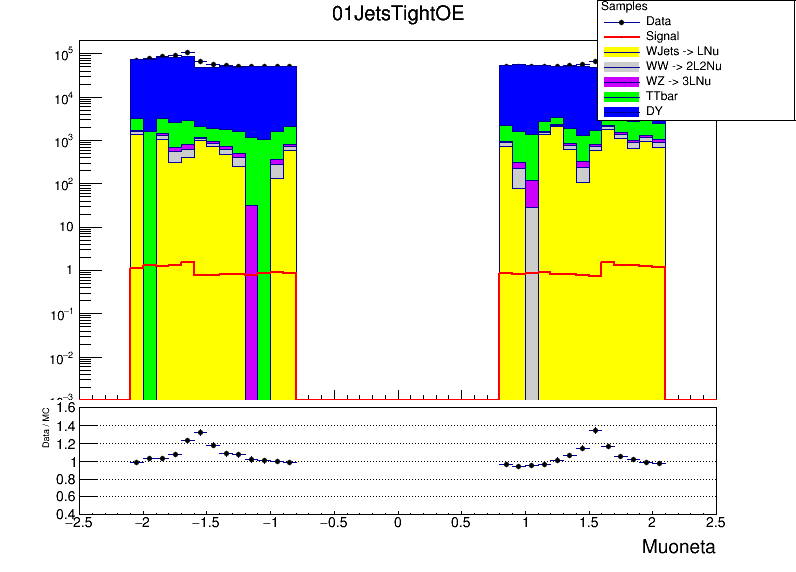 01JetsTightOE
Samples
Data
Signal
WJets -> LNu
WW -> 2L2Nu
WZ -> 3LNu
TTbar
DY
10^5
10^4
10^3
10^2
10
1
10^−1
10^−2
−3
Data / MC
1.6
1.4
1.2
1
0.8
0.6
0.4
−2.5 −2 −1.5 −1 −0.5 0 0.5 1 1.5 2 2.5
Muoneta